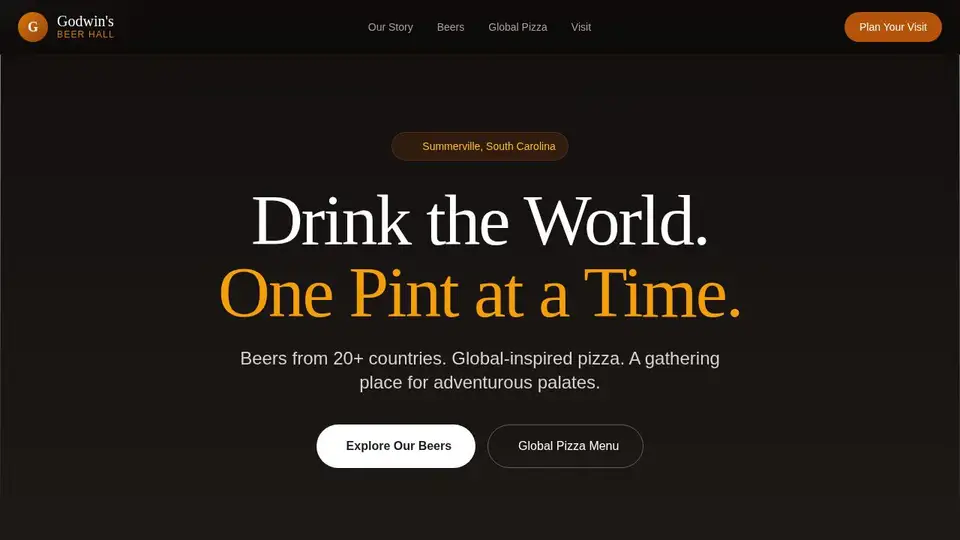 G
Godwin's
BEER HALL
Our Story
Beers
Global Pizza
Visit
Plan Your Visit
Summerville, South Carolina
Drink the World.
One Pint at a Time.
Beers from 20+ countries. Global-inspired pizza. A gathering
place for adventurous palates.
Explore Our Beers
Global Pizza Menu